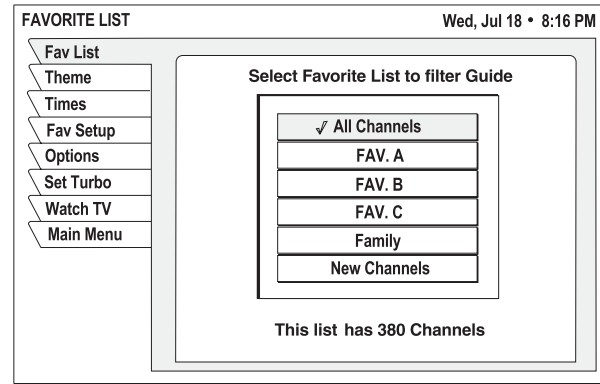 FAVORITE LIST
Wed, Jul 18 • 8:16 PM
Fav List
Theme
Times
Fav Setup
Options
Set Turbo
Watch TV
Main Menu
Select Favorite List to filter Guide
✓ All Channels
FAV. A
FAV. B
FAV. C
Family
New Channels
This list has 380 Channels